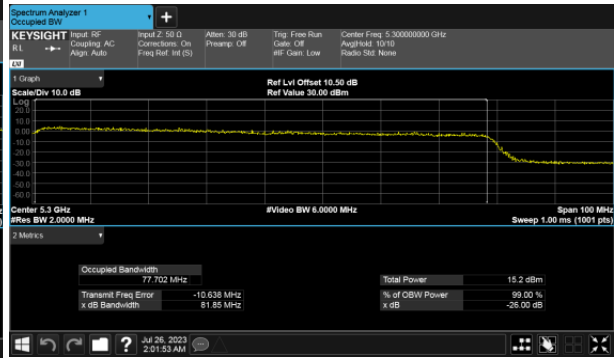 Spectrum Analyzer 1
Occupied BW
+
KEYSIGHT Input: RF Input Z: 50 Ω Atten: 30 dB Trig: Free Run Center Freq: 5.300000000 GHz
RL Coupling: AC Corrections: On Preamp: Off Gate: Off Avg|Hold: 10/10
Align: Auto Freq Ref: Int (S) #IF Gain: Low Radio Std: None
LXI
1 Graph
Ref Lvl Offset 10.50 dB
Scale/Div 10.0 dB Ref Value 30.00 dBm
Log
20.0
10.0
0.00
-10.0
-20.0
-30.0
-40.0
-50.0
-60.0
Center 5.3 GHz #Video BW 6.0000 MHz Span 100 MHz
#Res BW 2.0000 MHz Sweep 1.00 ms (1001 pts)
2 Metrics
Occupied Bandwidth
77.702 MHz Total Power 15.2 dBm
Transmit Freq Error -10.638 MHz % of OBW Power 99.00 %
x dB Bandwidth 81.85 MHz x dB -26.00 dB
? Jul 26, 2023
2:01:53 AM